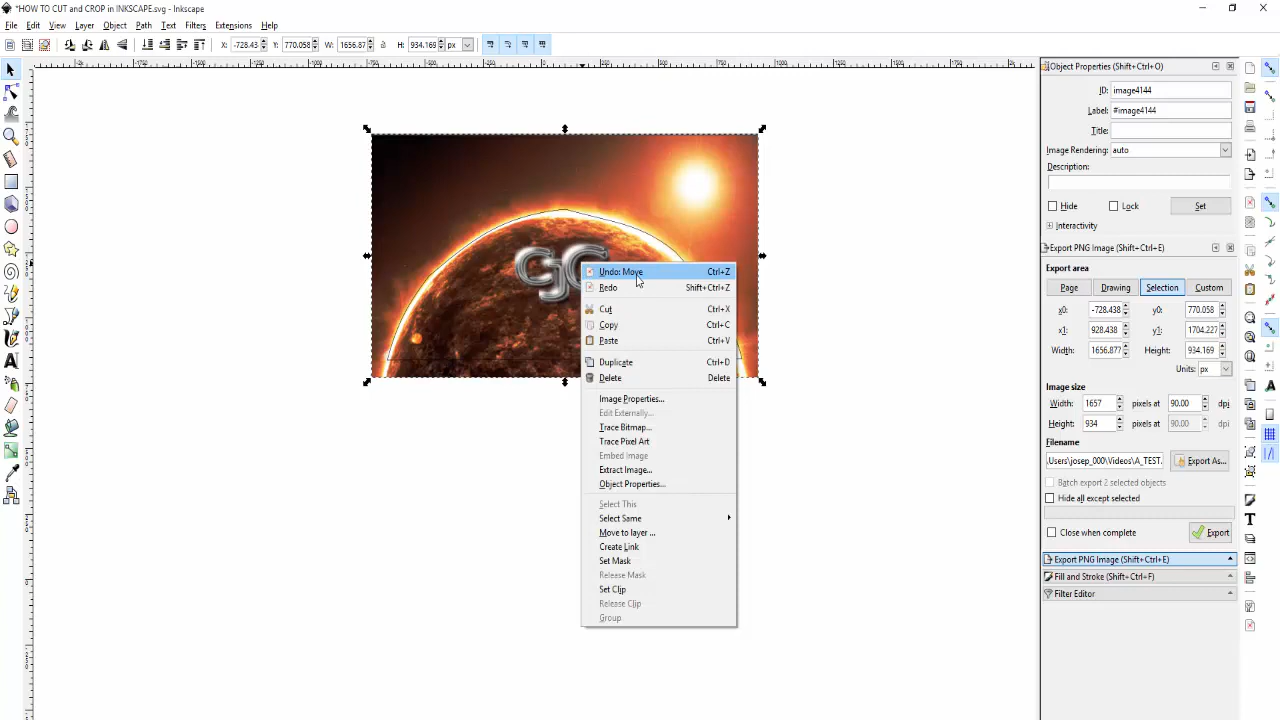 *HOW TO CUT and CROP in INKSCAPE.svg - Inkscape
File Edit View Layer Object Path Text Filters Extensions Help
X: -728.43 Y: 770.058 W: 1656.87 H: 934.169 px
Object Properties (Shift+Ctrl+O)
ID: image4144
Label: #image4144
Title:
Image Rendering: auto
Description:
Hide Lock Set
Interactivity
Export PNG Image (Shift+Ctrl+E)
Export area
Page Drawing Selection Custom
x0: -728.438 y0: 770.058
x1: 928.438 y1: 1704.227
Width: 1656.877 Height: 934.169
Units: px
Image size
Width: 1657 pixels at 90.00 dpi
Height: 934 pixels at 90.00 dpi
Filename
.Users\josep_000\Videos\A_TEST. Export As...
Batch export 2 selected objects
Hide all except selected
Close when complete Export
Export PNG Image (Shift+Ctrl+E)
Fill and Stroke (Shift+Ctrl+F)
Filter Editor
GJC
Undo: Move Ctrl+Z
Redo Shift+Ctrl+Z
Cut Ctrl+X
Copy Ctrl+C
Paste Ctrl+V
Duplicate Ctrl+D
Delete Delete
Image Properties...
Edit Externally...
Trace Bitmap...
Trace Pixel Art
Embed Image
Extract Image...
Object Properties...
Select This
Select Same
Move to layer ...
Create Link
Set Mask
Release Mask
Set Clip
Release Clip
Group